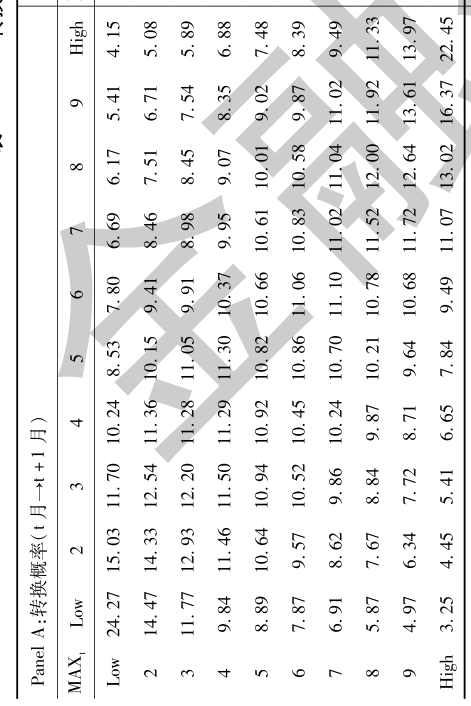 Panel A:转换概率(t月→t+1月)
MAXt Low 2 3 4 5 6 7 8 9 High
Low 24.27 15.03 11.70 10.24 8.53 7.80 6.69 6.17 5.41 4.15
2 14.47 14.33 12.54 11.36 10.15 9.41 8.46 7.51 6.71 5.08
3 11.77 12.93 12.20 11.28 11.05 9.91 8.98 8.45 7.54 5.89
4 9.84 11.46 11.50 11.29 11.30 10.37 9.95 9.07 8.35 6.88
5 8.89 10.64 10.94 10.92 10.82 10.66 10.61 10.01 9.02 7.48
6 7.87 9.57 10.52 10.45 10.86 11.06 10.83 10.58 9.87 8.39
7 6.91 8.62 9.86 10.24 10.70 11.10 11.02 11.04 11.02 9.49
8 5.87 7.67 8.84 9.87 10.21 10.78 11.52 12.00 11.92 11.33
9 4.97 6.34 7.72 8.71 9.64 10.68 11.72 12.64 13.61 13.97
High 3.25 4.45 5.41 6.65 7.84 9.49 11.07 13.02 16.37 22.45
金融